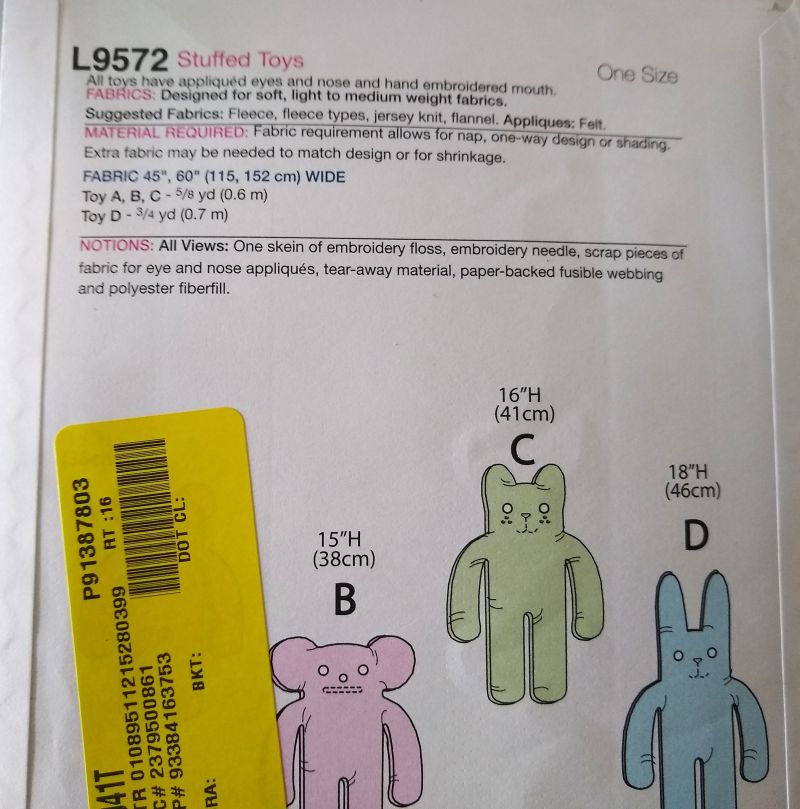 L9572 Stuffed Toys
One Size
All toys have appliquéd eyes and nose and hand embroidered mouth.
FABRICS: Designed for soft, light to medium weight fabrics.
Suggested Fabrics: Fleece, fleece types, jersey knit, flannel. Appliques: Felt.
MATERIAL REQUIRED: Fabric requirement allows for nap, one-way design or shading.
Extra fabric may be needed to match design or for shrinkage.
FABRIC 45", 60" (115, 152 cm) WIDE
Toy A, B, C - 5/8 yd (0.6 m)
Toy D - 3/4 yd (0.7 m)
NOTIONS: All Views: One skein of embroidery floss, embroidery needle, scrap pieces of
fabric for eye and nose appliqués, tear-away material, paper-backed fusible webbing
and polyester fiberfill.
16"H
(41cm)
C
18"H
(46cm)
D
15"H
(38cm)
B
P91387803
RT :16
DOT CL:
TR 01089511215280399
C# 2379500861
P# 93384163753
BKT:
RA: